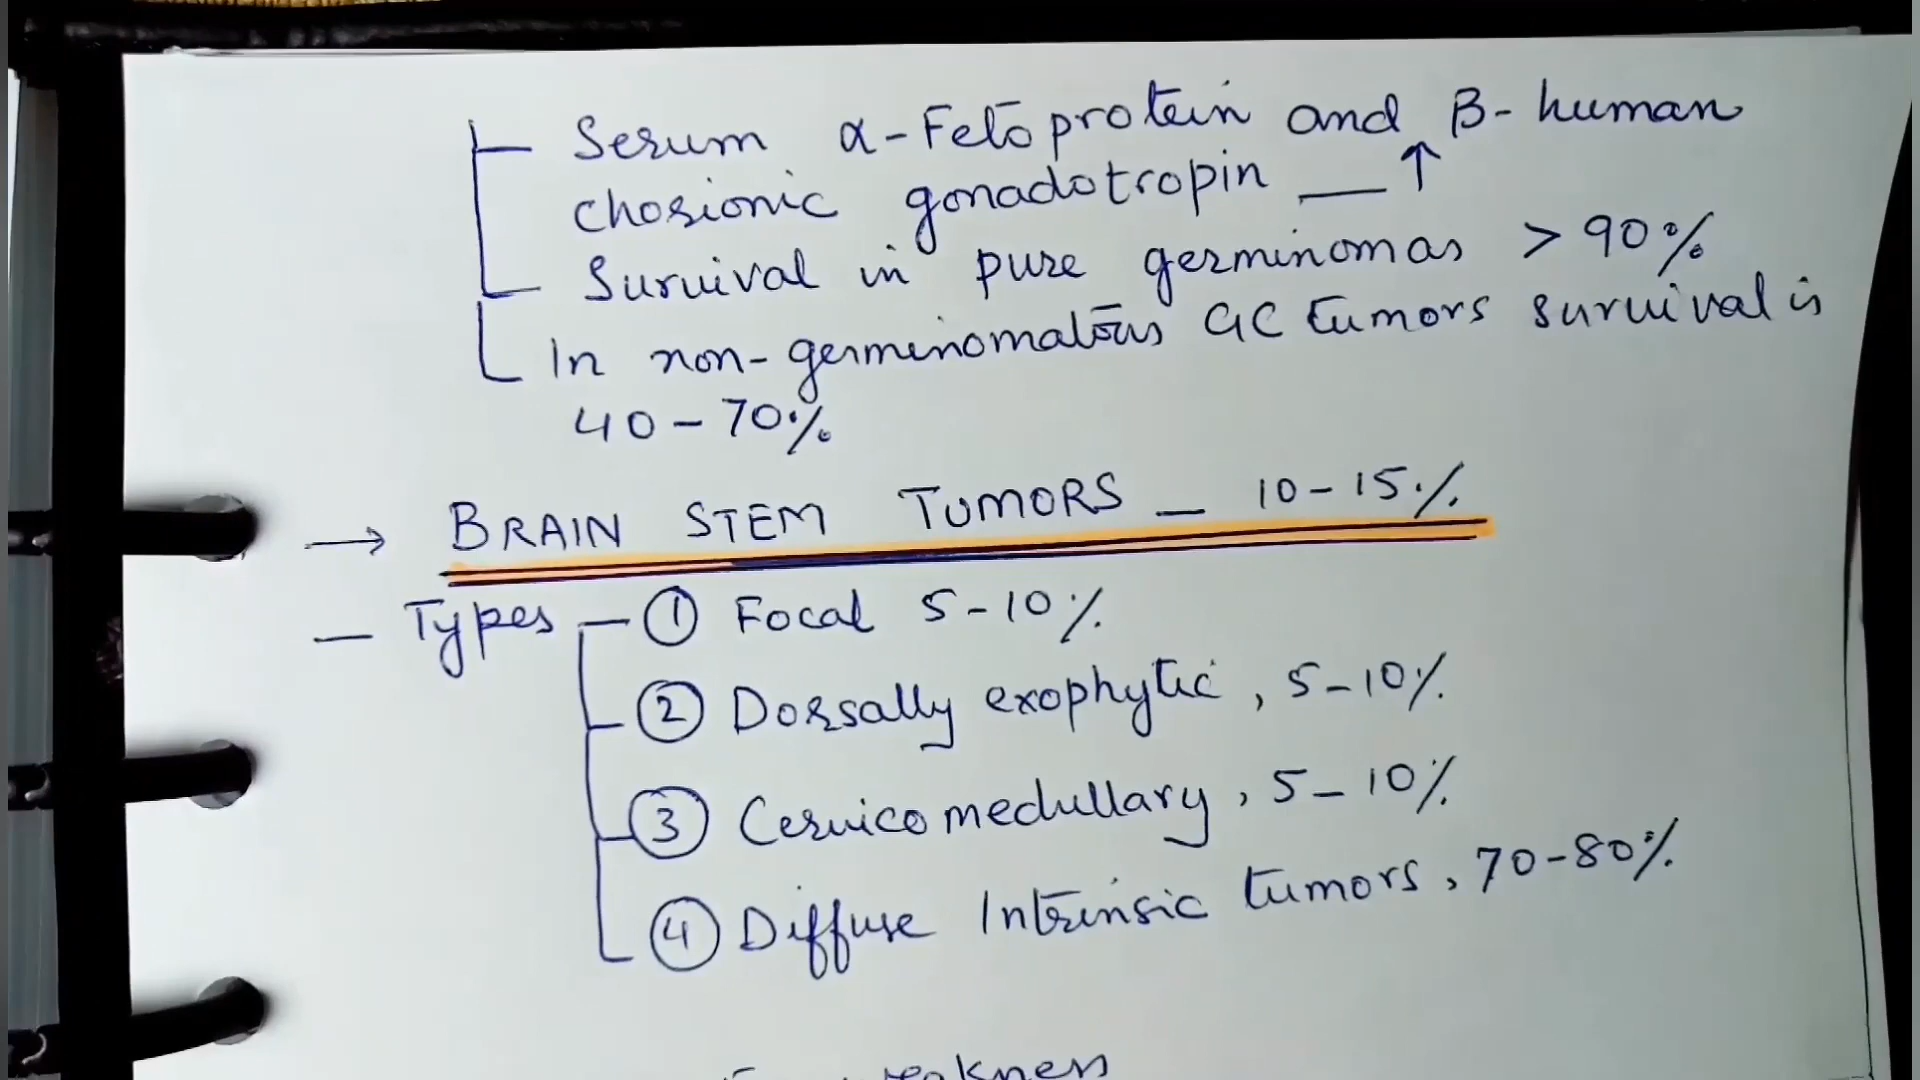 Serum α-Fetoprotein and β-human
chorionic gonadotropin — ↑
Survival in pure germinomas > 90%
In non-germinomatous GC tumors survival is
40-70%
→ BRAIN STEM TUMORS — 10-15%
— Types — ① Focal 5-10%
② Dorsally exophytic, 5-10%
③ Cervicomedullary, 5-10%
④ Diffuse Intrinsic tumors, 70-80%